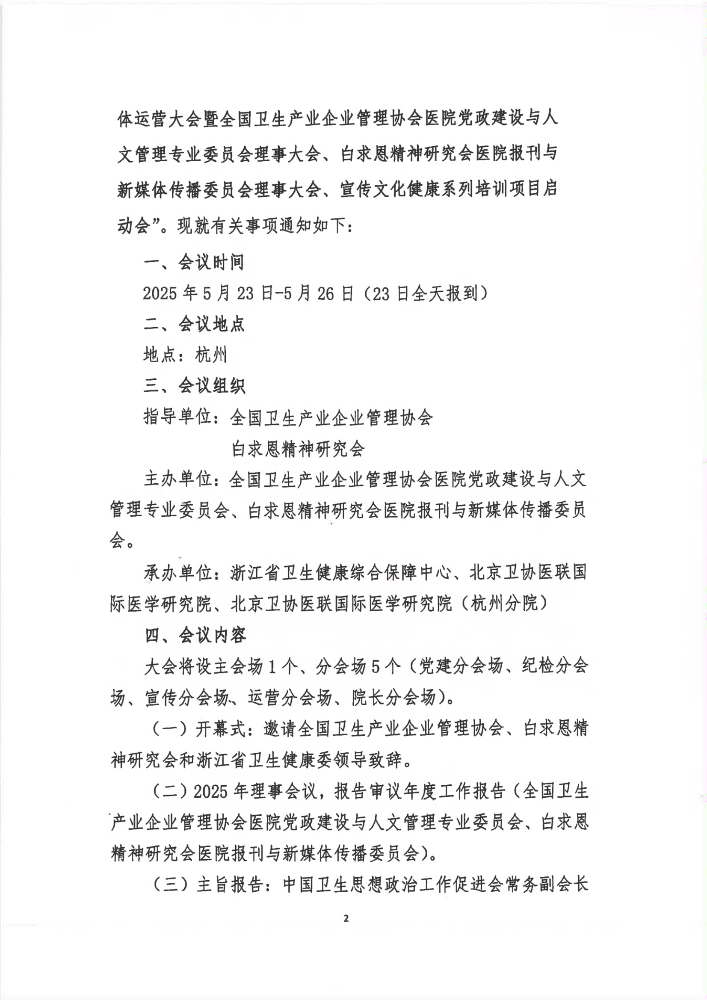 体运营大会暨全国卫生产业企业管理协会医院党政建设与人
文管理专业委员会理事大会、白求恩精神研究会医院报刊与
新媒体传播委员会理事大会、宣传文化健康系列培训项目启
动会”。现就有关事项通知如下：
一、会议时间
2025 年 5 月 23 日-5 月 26 日（23 日全天报到）
二、会议地点
地点：杭州
三、会议组织
指导单位：全国卫生产业企业管理协会
白求恩精神研究会
主办单位：全国卫生产业企业管理协会医院党政建设与人文
管理专业委员会、白求恩精神研究会医院报刊与新媒体传播委员
会。
承办单位：浙江省卫生健康综合保障中心、北京卫协医联国
际医学研究院、北京卫协医联国际医学研究院（杭州分院）
四、会议内容
大会将设主会场 1 个、分会场 5 个（党建分会场、纪检分会
场、宣传分会场、运营分会场、院长分会场）。
（一）开幕式：邀请全国卫生产业企业管理协会、白求恩精
神研究会和浙江省卫生健康委领导致辞。
（二）2025 年理事会议，报告审议年度工作报告（全国卫生
产业企业管理协会医院党政建设与人文管理专业委员会、白求恩
精神研究会医院报刊与新媒体传播委员会）。
（三）主旨报告：中国卫生思想政治工作促进会常务副会长
2